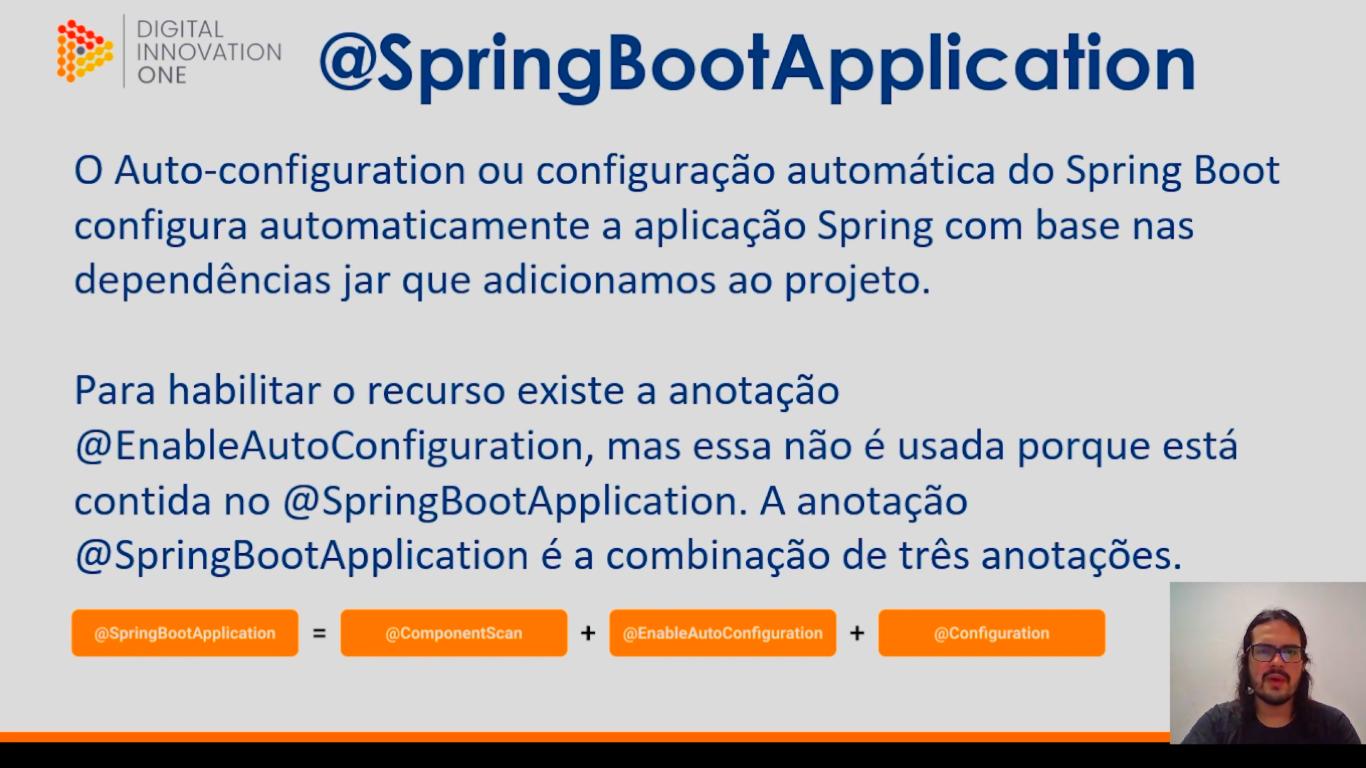 DIGITAL
INNOVATION
ONE
@SpringBootApplication
O Auto-configuration ou configuração automática do Spring Boot
configura automaticamente a aplicação Spring com base nas
dependências jar que adicionamos ao projeto.
Para habilitar o recurso existe a anotação
@EnableAutoConfiguration, mas essa não é usada porque está
contida no @SpringBootApplication. A anotação
@SpringBootApplication é a combinação de três anotações.
@SpringBootApplication = @ComponentScan + @EnableAutoConfiguration + @Configuration